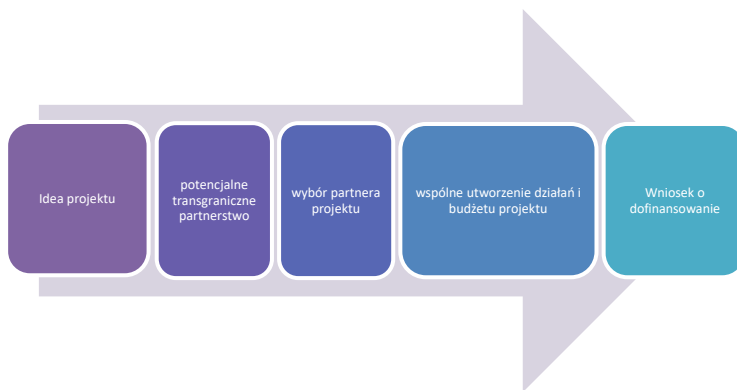 Idea projektu
potencjalne
transgraniczne
partnerstwo
wybór partnera
projektu
wspólne utworzenie działań i
budżetu projektu
Wniosek o
dofinansowanie